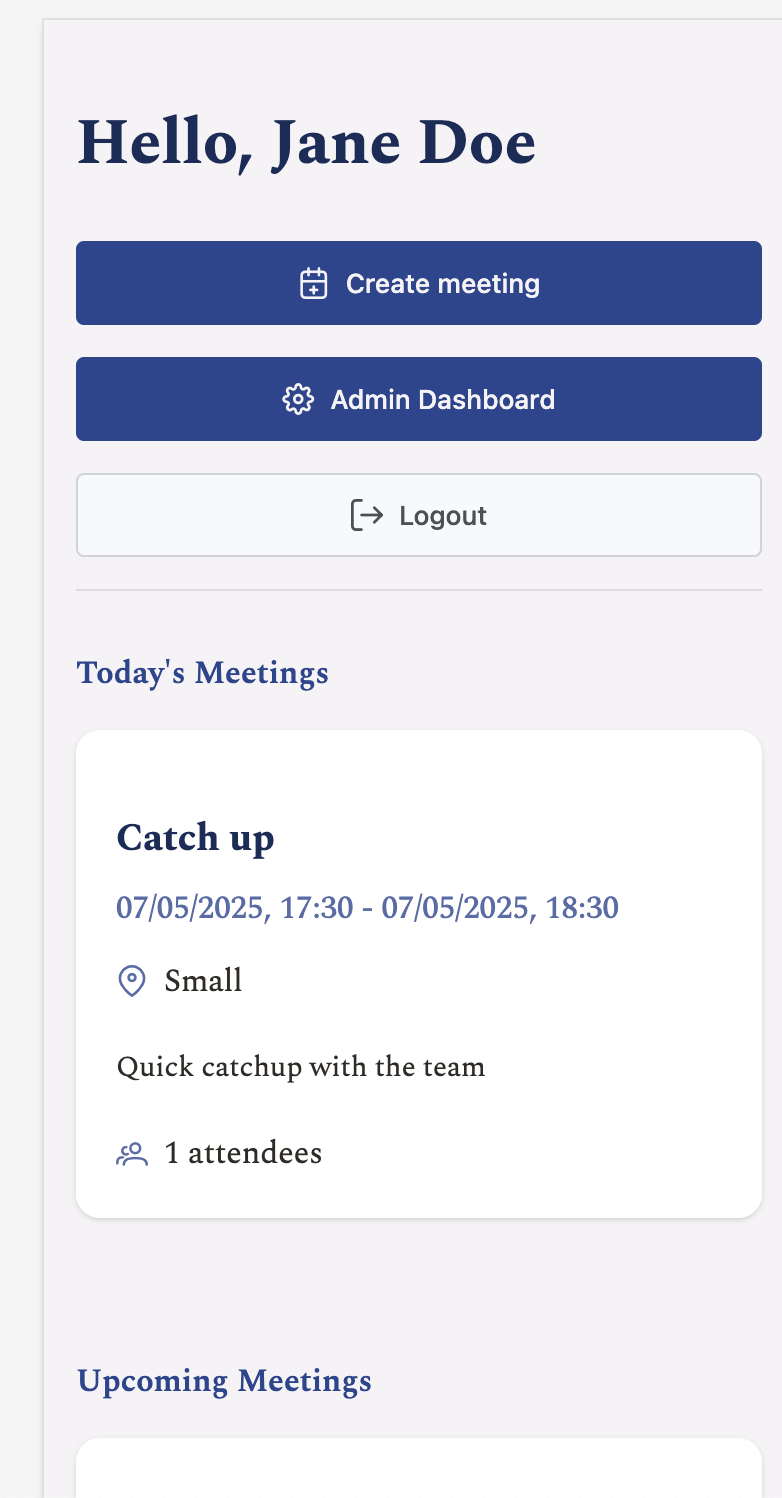 Hello, Jane Doe
Create meeting
Admin Dashboard
Logout
Today's Meetings
Catch up
07/05/2025, 17:30 - 07/05/2025, 18:30
Small
Quick catchup with the team
1 attendees
Upcoming Meetings